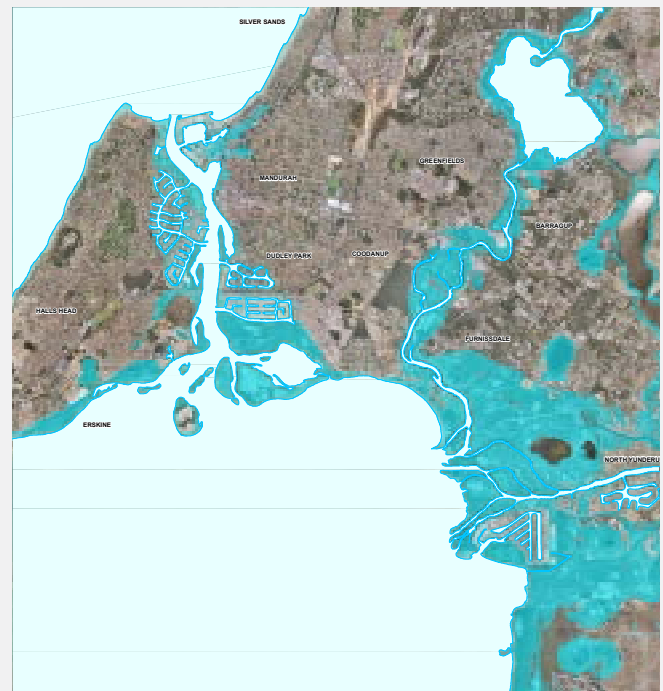 SILVER SANDS
GREENFIELDS
MANDURAH
BARRAGUP
DUDLEY PARK
COODANUP
HALLS HEAD
FURNISSDALE
ERSKINE
NORTH YUNDERU